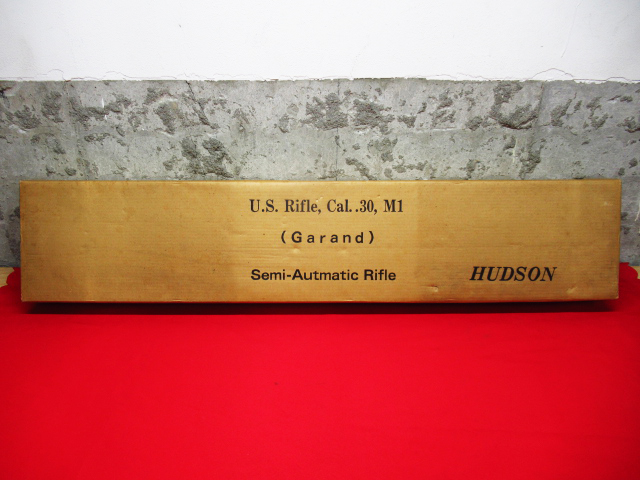 U.S. Rifle, Cal..30, M1
(Garand)
Semi-Autmatic Rifle
HUDSON